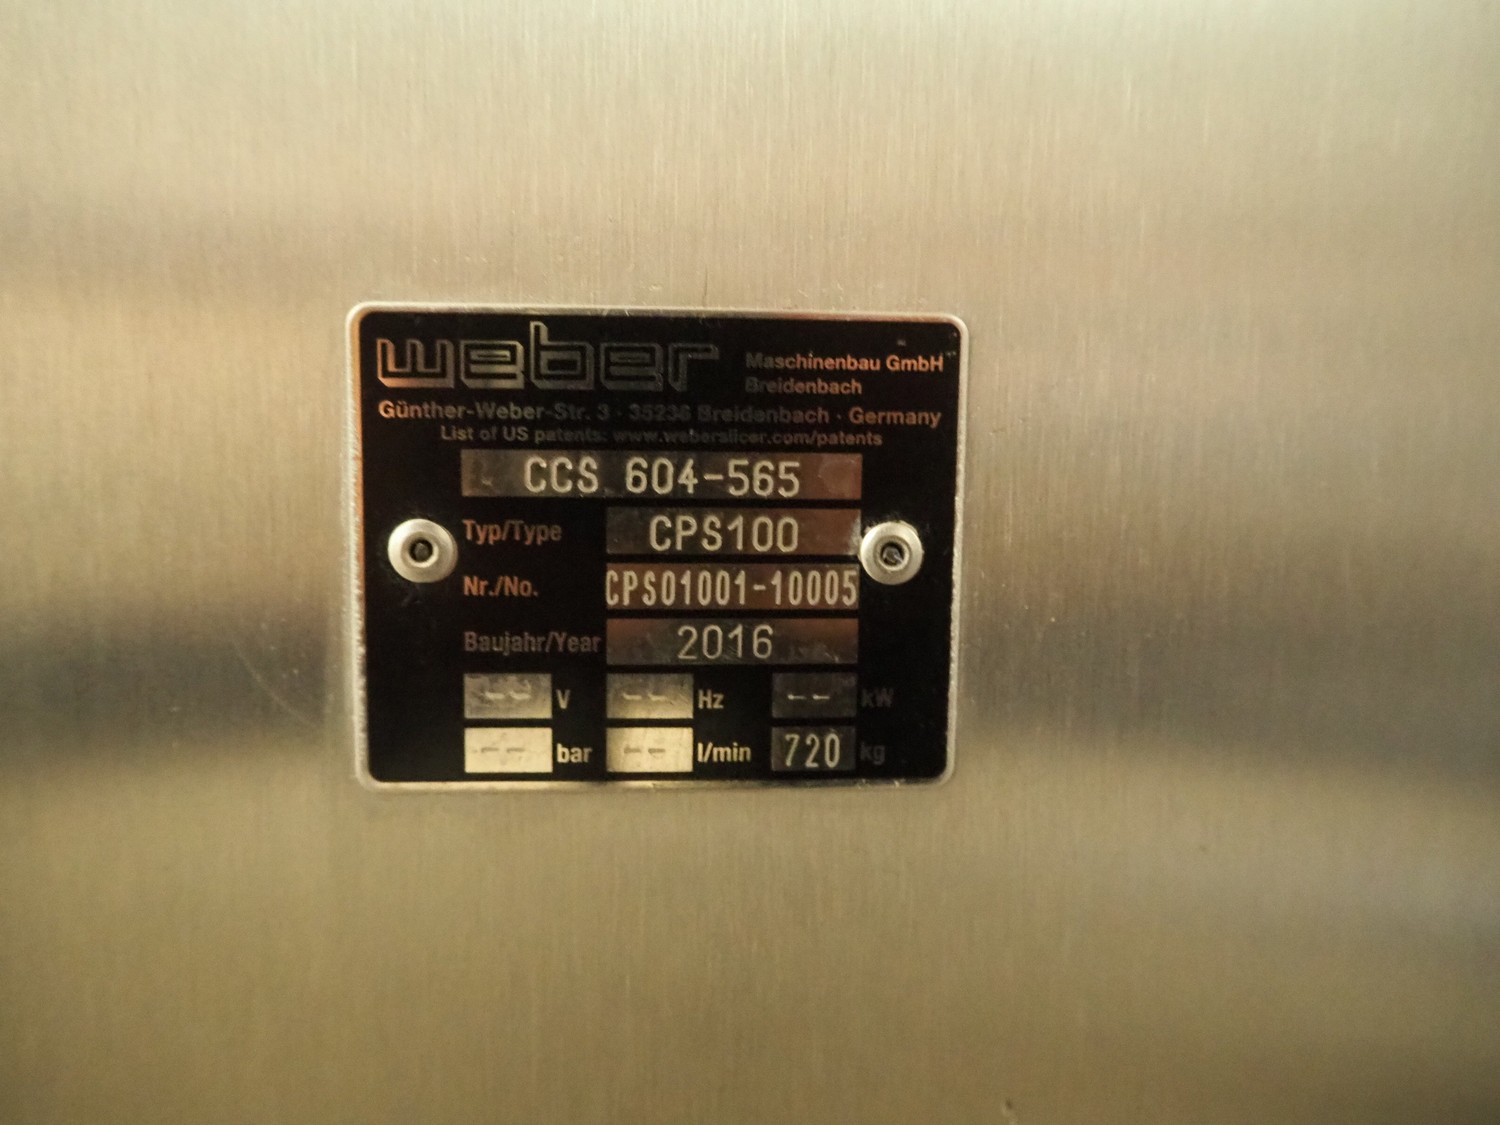 weber Maschinenbau GmbH
Breidenbach
Günther-Weber-Str. 3 · 35236 Breidenbach · Germany
List of US patents: www.weberslicer.com/patents
CCS 604-565
Typ/Type CPS100
Nr./No. CPS01001-10005
Baujahr/Year 2016
-- V -- Hz -- kW
-- bar -- l/min 720 kg